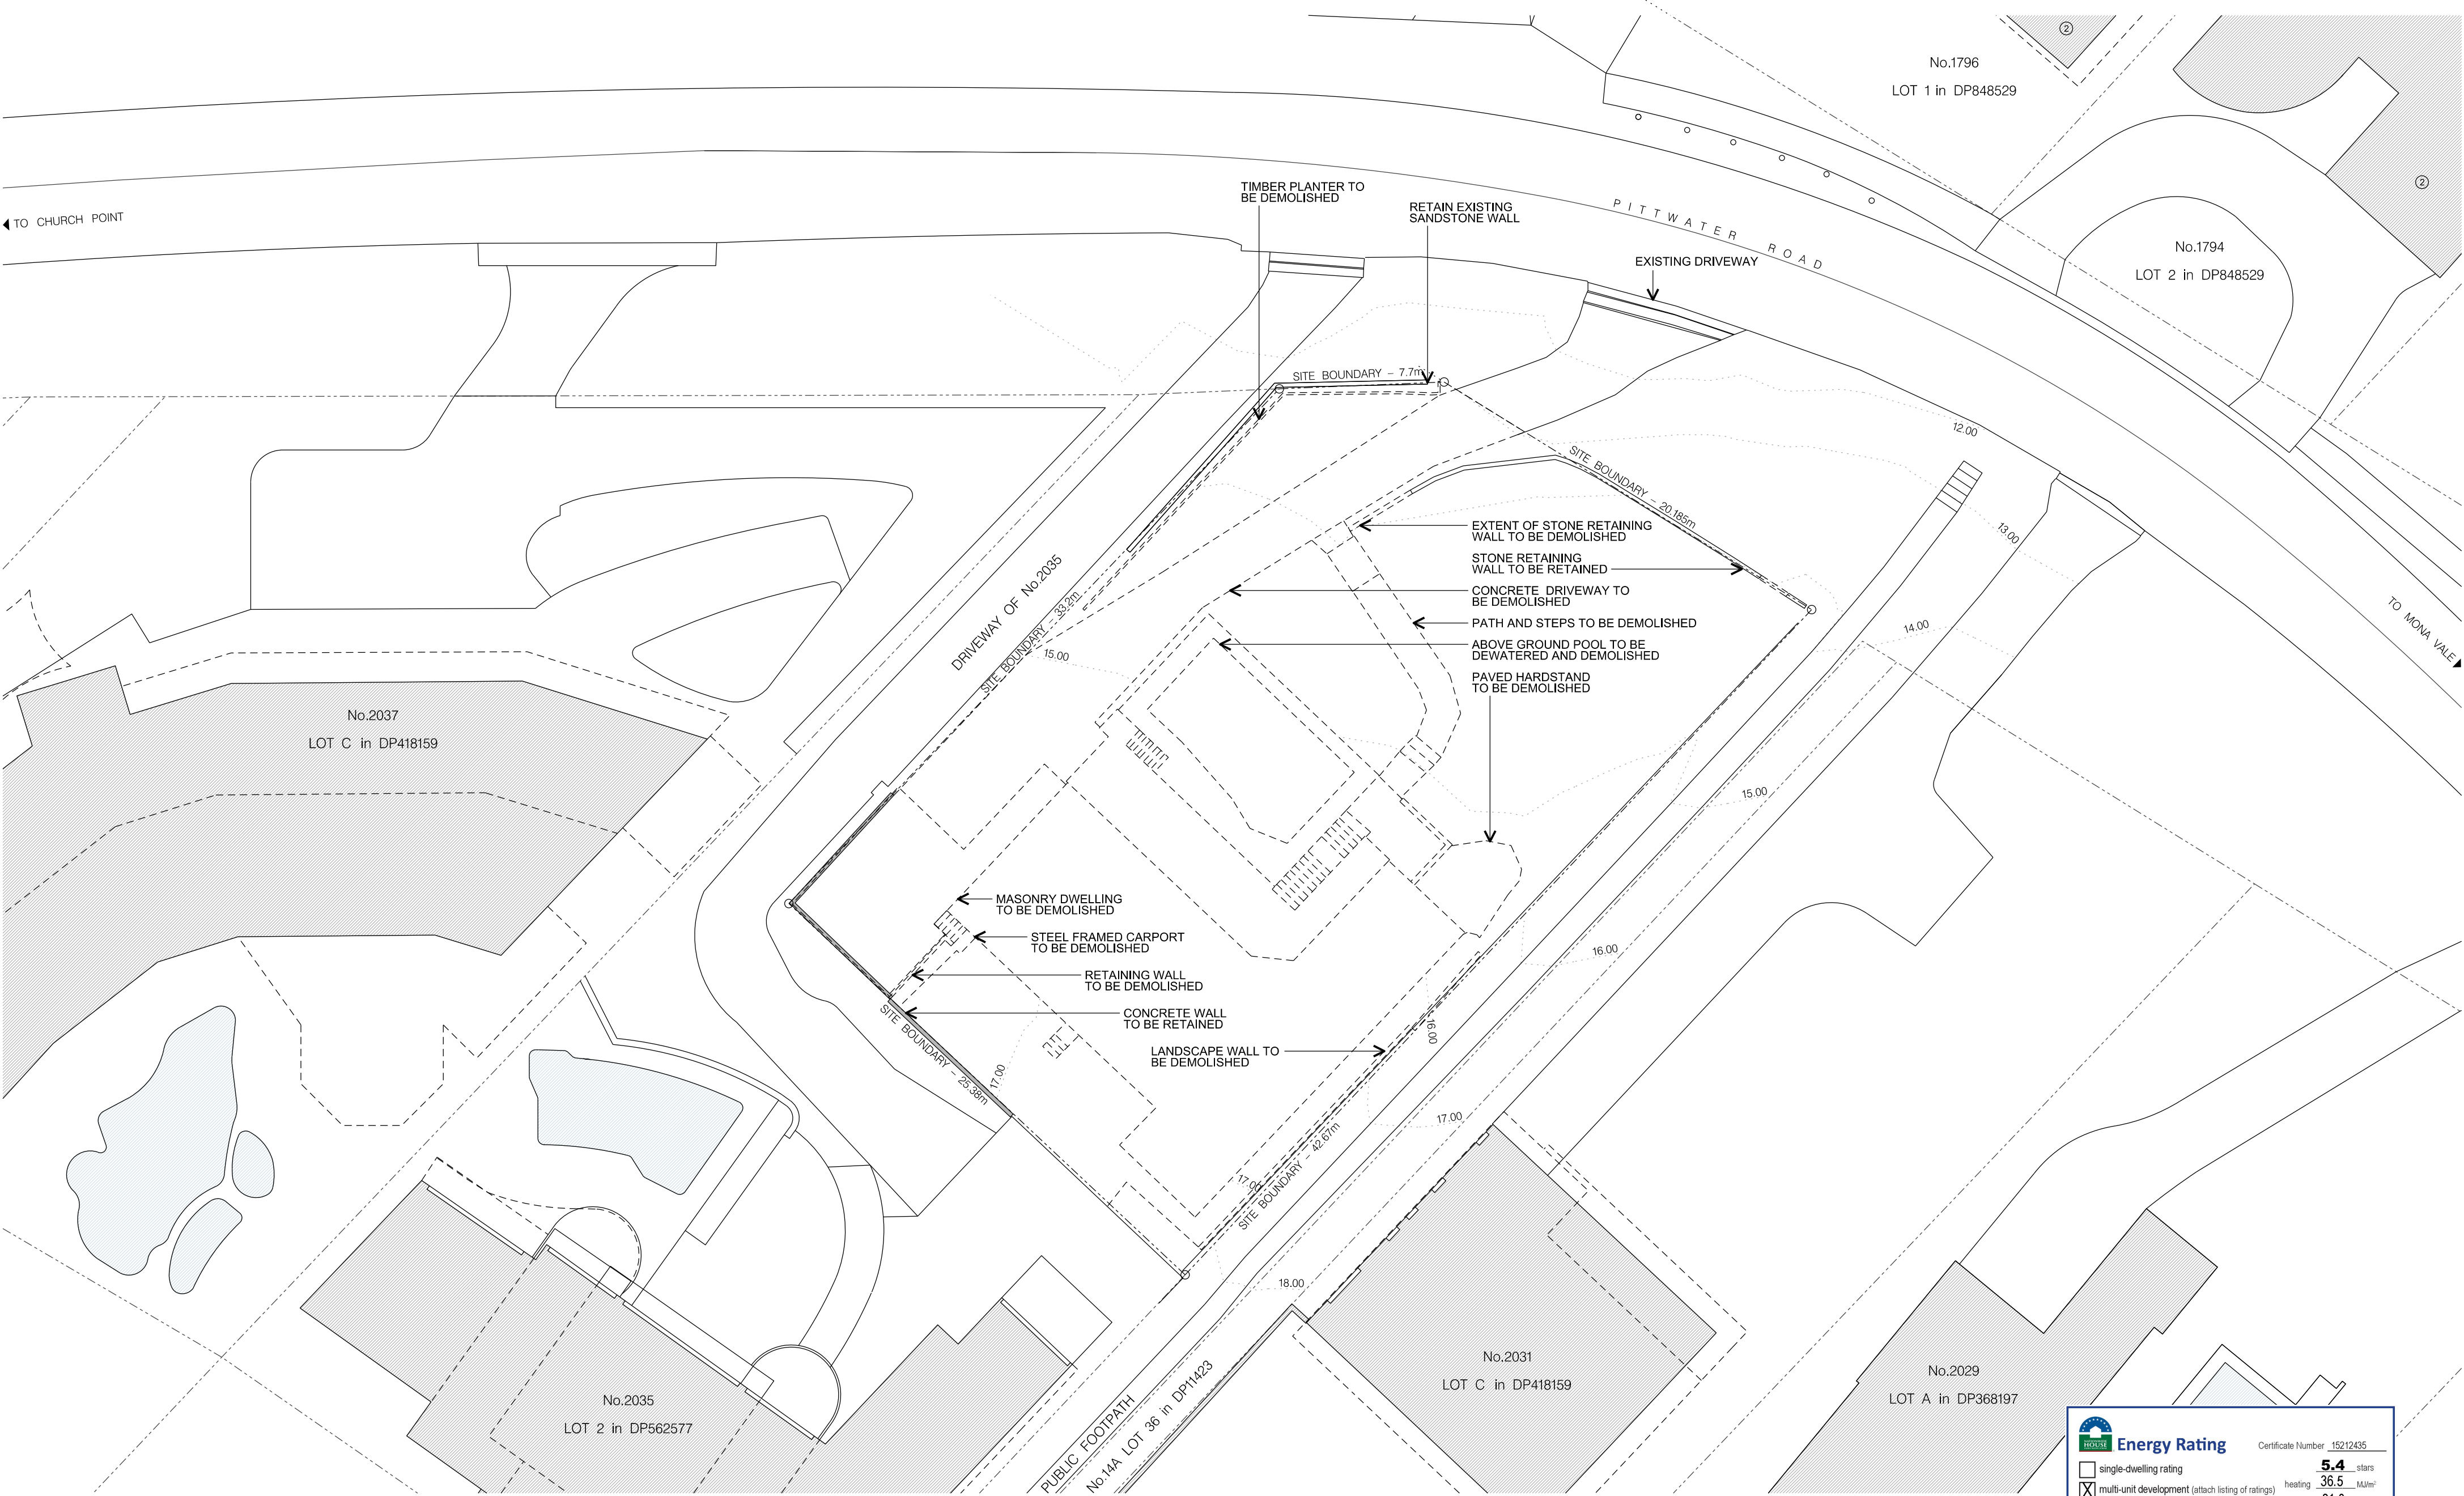 ②
No.1796
LOT 1 in DP848529
②
TIMBER PLANTER TO
BE DEMOLISHED
RETAIN EXISTING
SANDSTONE WALL
PITTWATER ROAD
TO CHURCH POINT
No.1794
LOT 2 in DP848529
EXISTING DRIVEWAY
SITE BOUNDARY - 7.7m
12.00
SITE BOUNDARY - 20.185m
13.00
EXTENT OF STONE RETAINING
WALL TO BE DEMOLISHED
STONE RETAINING
WALL TO BE RETAINED
CONCRETE DRIVEWAY TO
BE DEMOLISHED
PATH AND STEPS TO BE DEMOLISHED
ABOVE GROUND POOL TO BE
DEWATERED AND DEMOLISHED
PAVED HARDSTAND
TO BE DEMOLISHED
DRIVEWAY OF No.2035
SITE BOUNDARY - 33.2m
15.00
14.00
TO MONA VALE
No.2037
LOT C in DP418159
15.00
MASONRY DWELLING
TO BE DEMOLISHED
STEEL FRAMED CARPORT
TO BE DEMOLISHED
RETAINING WALL
TO BE DEMOLISHED
CONCRETE WALL
TO BE RETAINED
LANDSCAPE WALL TO
BE DEMOLISHED
16.00
16.00
SITE BOUNDARY - 25.38m
17.00
17.00
17.00
SITE BOUNDARY - 42.67m
18.00
No.2031
LOT C in DP418159
No.2029
LOT A in DP368197
No.2035
LOT 2 in DP562577
PUBLIC FOOTPATH
No.14A LOT 36 in DP11423
HOUSE
Energy Rating
Certificate Number 15212435
single-dwelling rating
5.4 stars
X multi-unit development (attach listing of ratings)
heating 36.5 MJ/m²